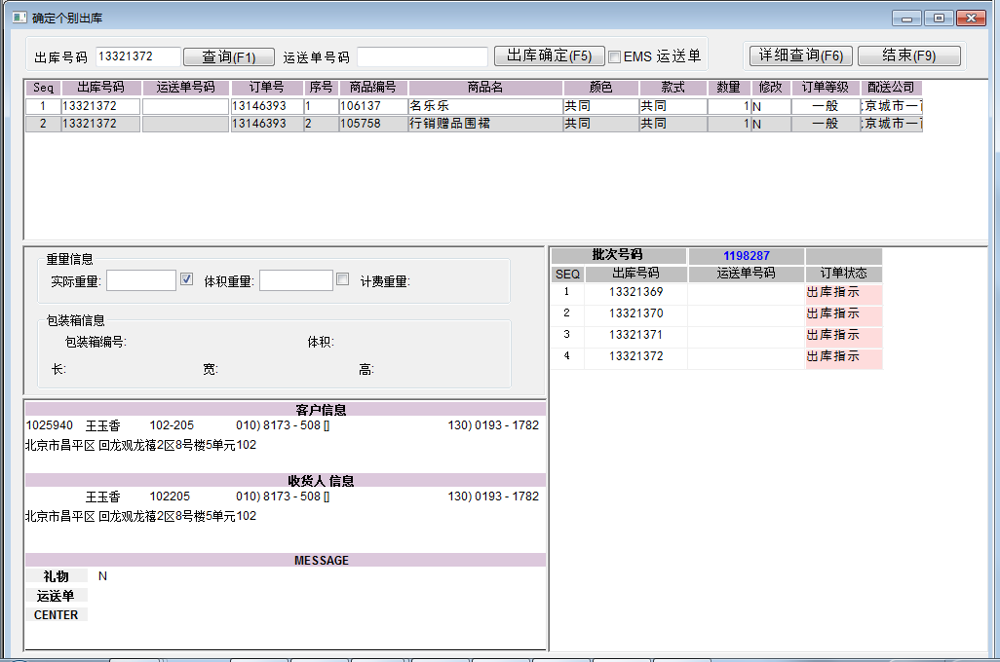 确定个别出库
出库号码 13321372 查询(F1) 运送单号码 出库确定(F5) EMS 运送单 详细查询(F6) 结束(F9)
Seq 出库号码 运送单号码 订单号 序号 商品编号 商品名 颜色 款式 数量 修改 订单等级 配送公司
1 13321372 13146393 1 106137 名乐乐 共同 共同 1 N 一般 京城市一
2 13321372 13146393 2 105758 行销赠品围裙 共同 共同 1 N 一般 京城市一
重量信息
实际重量: 体积重量: 计费重量:
包装箱信息
包装箱编号: 体积:
长: 宽: 高:
批次号码 1198287
SEQ 出库号码 运送单号码 订单状态
1 13321369 出库指示
2 13321370 出库指示
3 13321371 出库指示
4 13321372 出库指示
客户信息
1025940 王玉香 102-205 010) 8173 - 508 [] 130) 0193 - 1782
北京市昌平区 回龙观龙禧2区8号楼5单元102
收货人 信息
王玉香 102205 010) 8173 - 508 [] 130) 0193 - 1782
北京市昌平区 回龙观龙禧2区8号楼5单元102
MESSAGE
礼物 N
运送单
CENTER